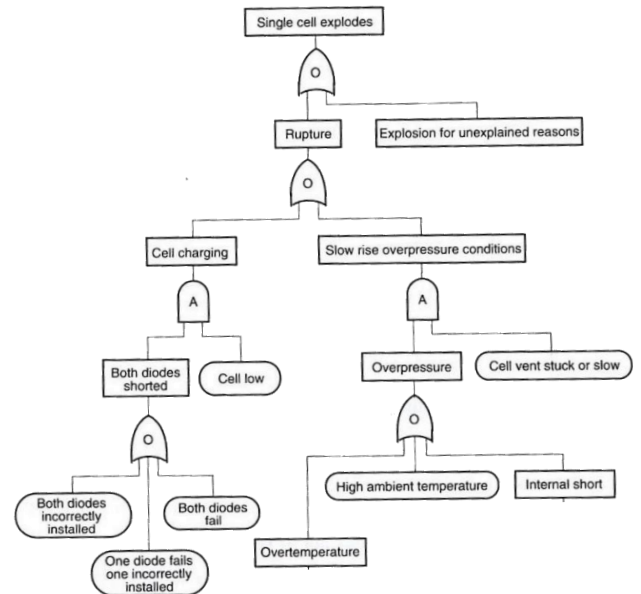 Single cell explodes
O
Rupture
Explosion for unexplained reasons
O
Cell charging
Slow rise overpressure conditions
A
A
Both diodes
shorted
Cell low
Overpressure
Cell vent stuck or slow
O
O
Both diodes
incorrectly
installed
Both diodes
fail
High ambient temperature
Internal short
One diode fails
one incorrectly
installed
Overtemperature